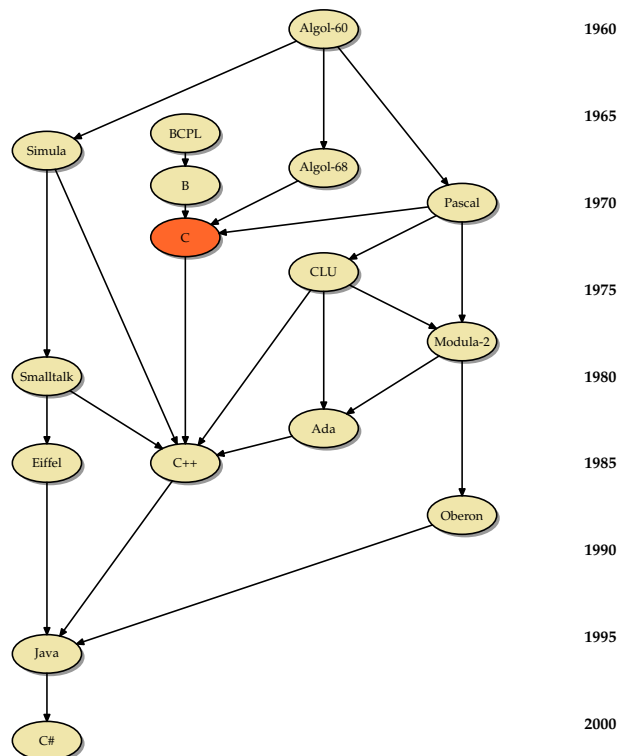 Algol-60
1960
1965
BCPL
Simula
Algol-68
B
Pascal
1970
C
CLU
1975
Modula-2
Smalltalk
1980
Ada
Eiffel
C++
1985
Oberon
1990
1995
Java
2000
C#